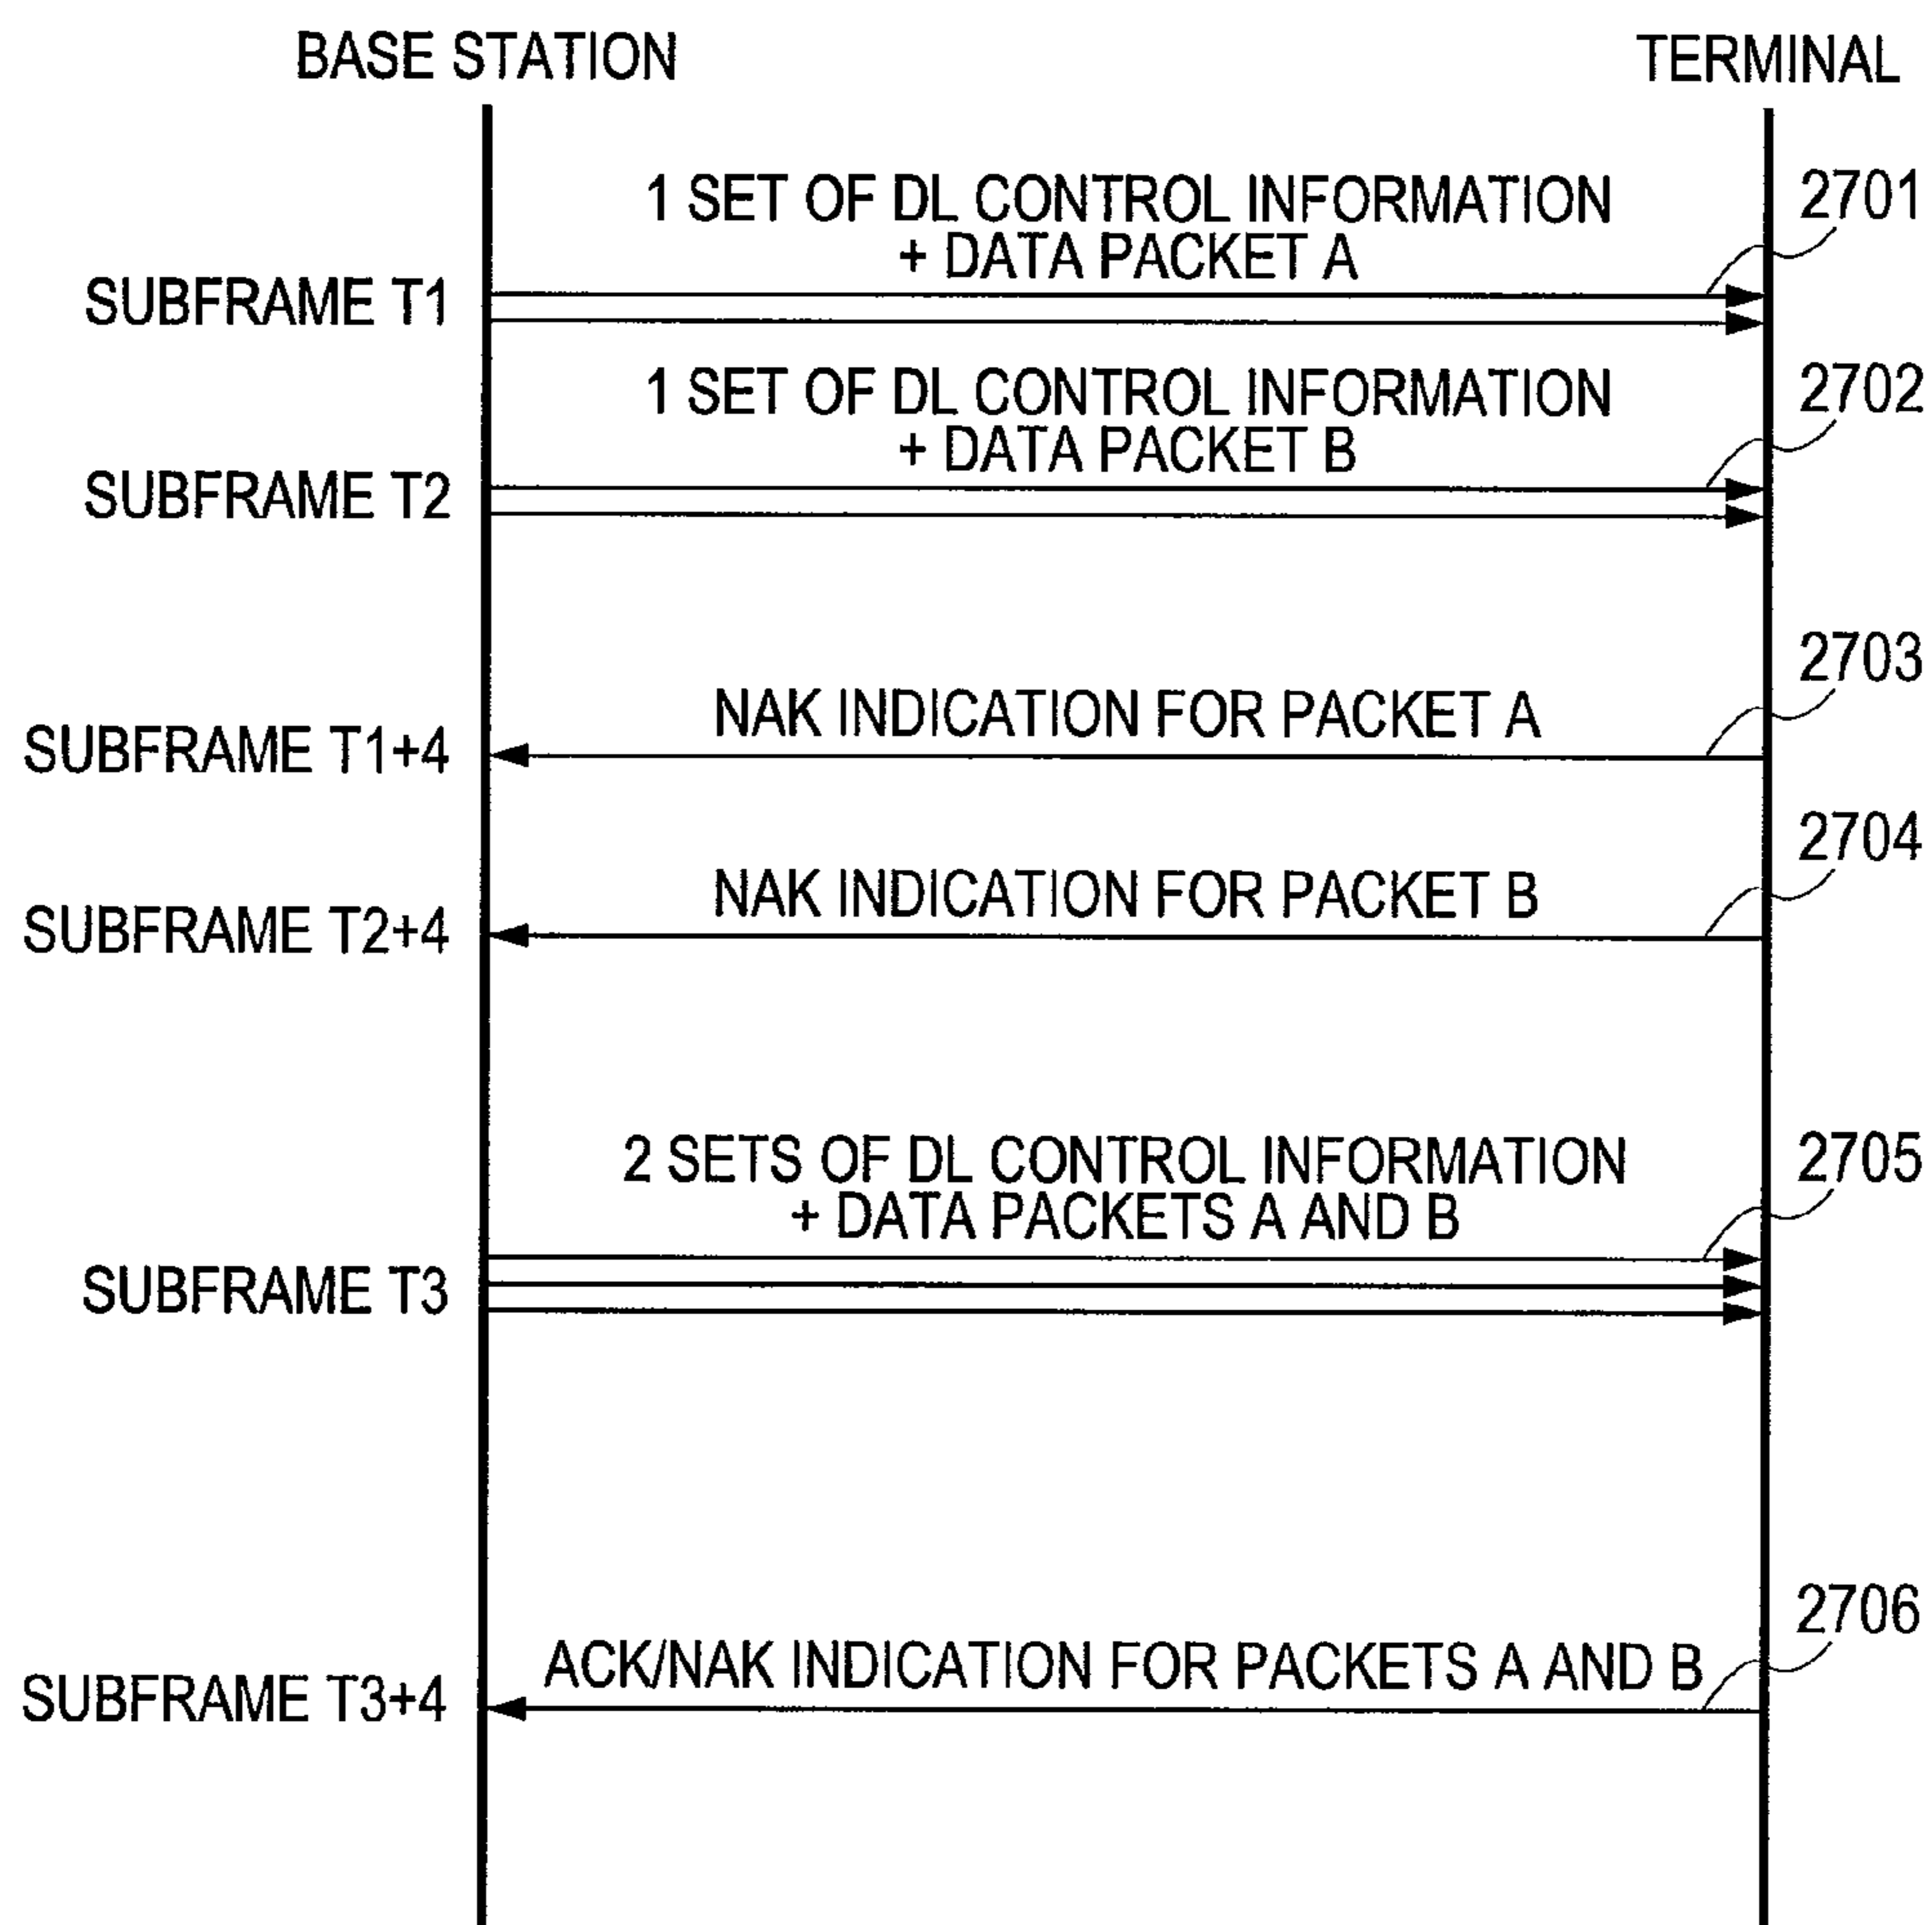 BASE STATION
TERMINAL
1 SET OF DL CONTROL INFORMATION
+ DATA PACKET A
2701
SUBFRAME T1
1 SET OF DL CONTROL INFORMATION
+ DATA PACKET B
2702
SUBFRAME T2
2703
NAK INDICATION FOR PACKET A
SUBFRAME T1+4
2704
NAK INDICATION FOR PACKET B
SUBFRAME T2+4
2 SETS OF DL CONTROL INFORMATION
+ DATA PACKETS A AND B
2705
SUBFRAME T3
2706
ACK/NAK INDICATION FOR PACKETS A AND B
SUBFRAME T3+4